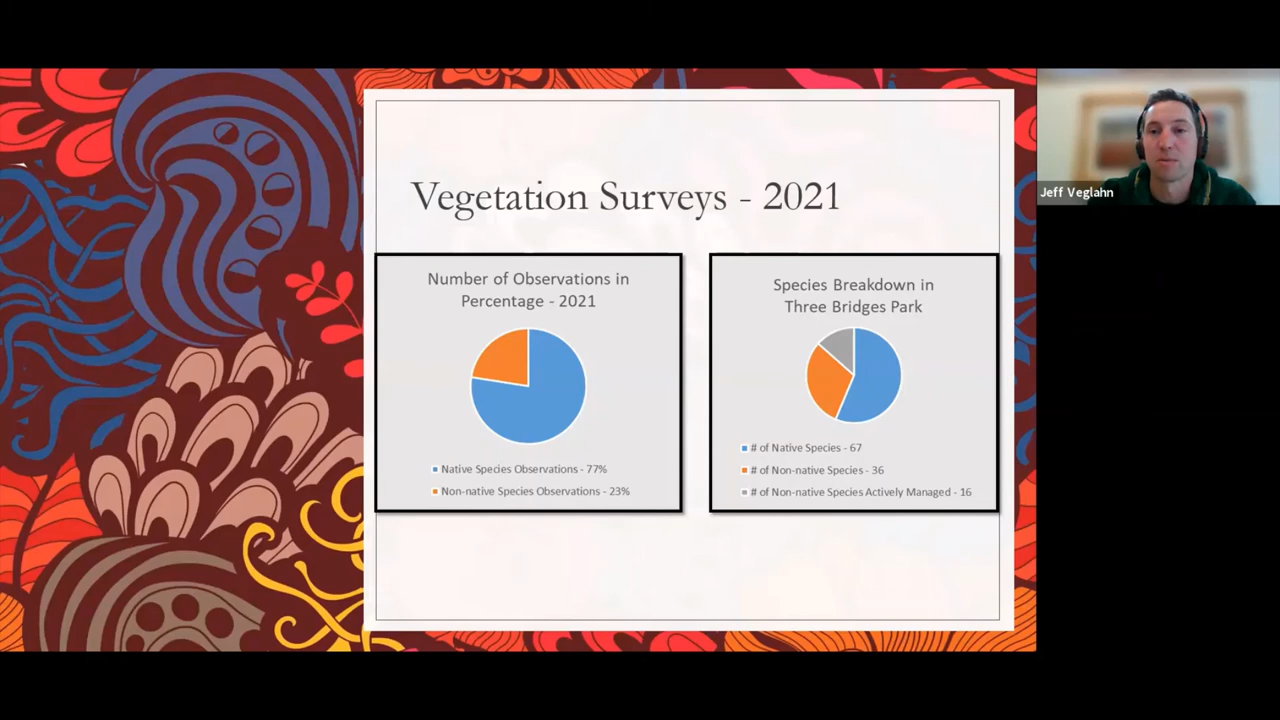 Vegetation Surveys - 2021
Number of Observations in
Percentage - 2021
Native Species Observations - 77%
Non-native Species Observations - 23%
Species Breakdown in
Three Bridges Park
# of Native Species - 67
# of Non-native Species - 36
# of Non-native Species Actively Managed - 16
Jeff Veglahn